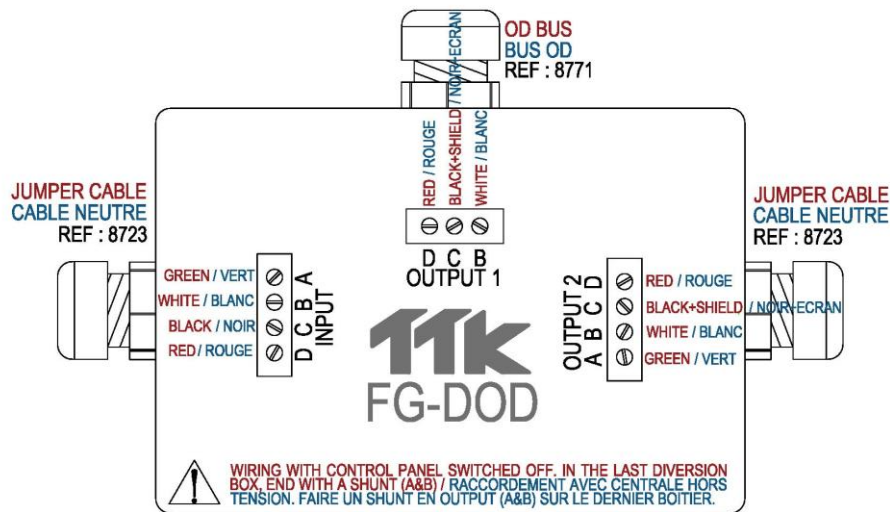 OD BUS
BUS OD
REF : 8771
RED / ROUGE
BLACK+SHIELD / NOIR+ECRAN
WHITE / BLANC
D C B
OUTPUT 1
JUMPER CABLE
CABLE NEUTRE
REF : 8723
GREEN / VERT
WHITE / BLANC
BLACK / NOIR
RED / ROUGE
A
B
C
D
INPUT
JUMPER CABLE
CABLE NEUTRE
REF : 8723
OUTPUT 2
D
C
B
A
RED / ROUGE
BLACK+SHIELD / NOIR+ECRAN
WHITE / BLANC
GREEN / VERT
TTK
FG-DOD
WIRING WITH CONTROL PANEL SWITCHED OFF. IN THE LAST DIVERSION
BOX, END WITH A SHUNT (A&B) / RACCORDEMENT AVEC CENTRALE HORS
TENSION. FAIRE UN SHUNT EN OUTPUT (A&B) SUR LE DERNIER BOITIER.